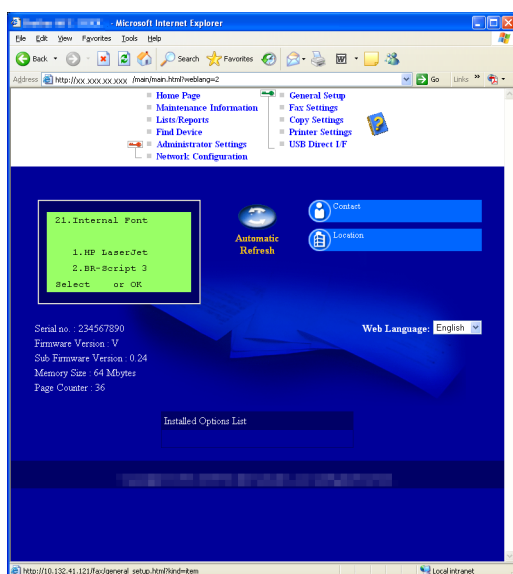 - Microsoft Internet Explorer
File Edit View Favorites Tools Help
Back Search Favorites
Address http://xx.xxx.xx.xxx /main/main.html?weblang=2 Go Links »
Home Page
Maintenance Information
Lists/Reports
Find Device
Administrator Settings
Network Configuration
General Setup
Fax Settings
Copy Settings
Printer Settings
USB Direct I/F
21.Internal Font
1.HP LaserJet
2.BR-Script 3
Select or OK
Automatic
Refresh
Contact
Location
Serial no. : 234567890
Firmware Version : V
Sub Firmware Version : 0.24
Memory Size : 64 Mbytes
Page Counter : 36
Web Language: English
Installed Options List
http://10.132.41.121/fax/general_setup.html?kind=item Local intranet